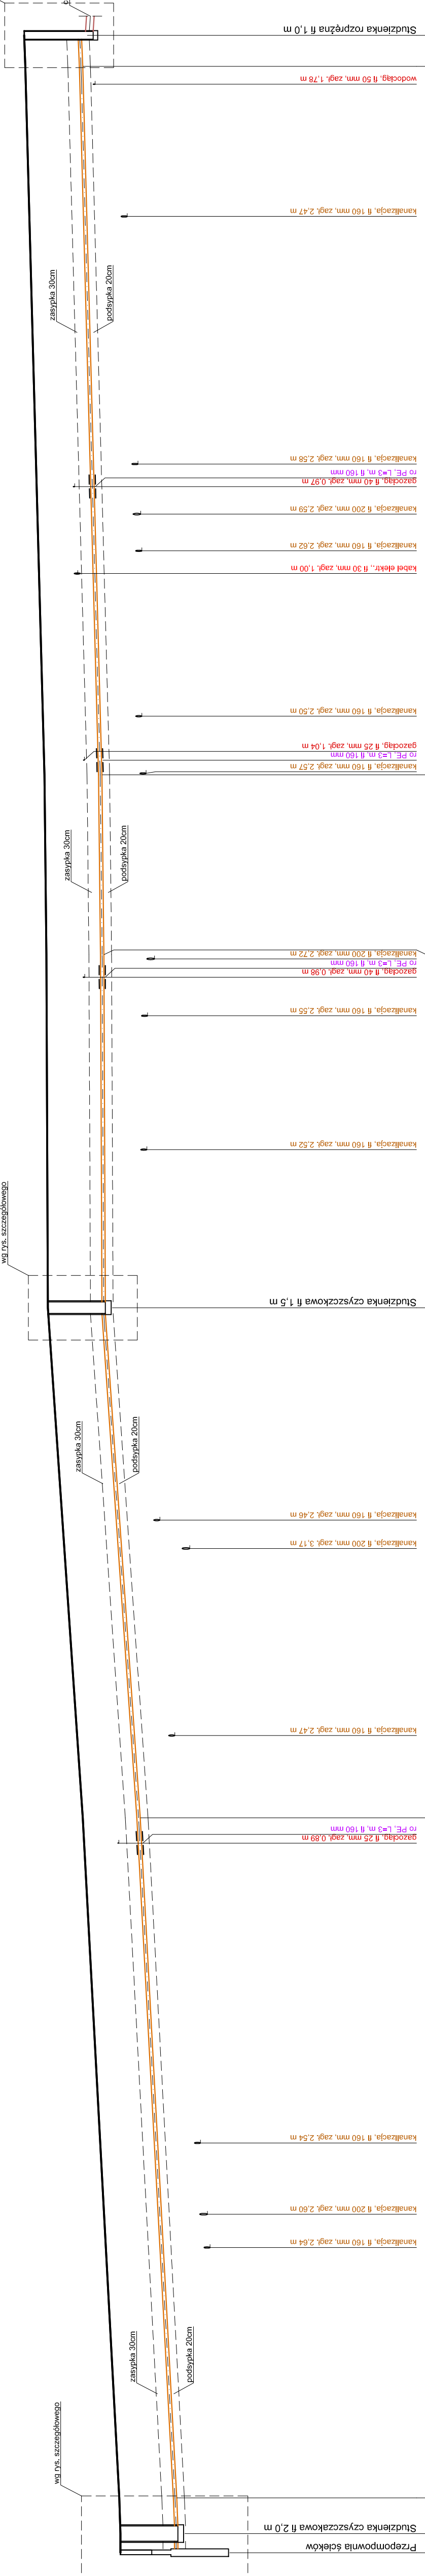 Studzienka rozprężna fi 1,0 m
wodociąg, fi 50 mm, zagł. 1,78 m
kanalizacja, fi 160 mm, zagł. 2,47 m
zasypka 30cm
podsypka 20cm
kanalizacja, fi 160 mm, zagł. 2,58 m
ro PE, L=3 m, fi 160 mm
gazociąg, fi 40 mm, zagł. 0,97 m
kanalizacja, fi 200 mm, zagł. 2,59 m
kanalizacja, fi 160 mm, zagł. 2,62 m
kabel elektr., fi 30 mm, zagł. 1,00 m
kanalizacja, fi 160 mm, zagł. 2,50 m
gazociąg, fi 25 mm, zagł. 1,04 m
ro PE, L=3 m, fi 160 mm
kanalizacja, fi 160 mm, zagł. 2,57 m
zasypka 30cm
podsypka 20cm
kanalizacja, fi 200 mm, zagł. 2,72 m
ro PE, L=3 m, fi 160 mm
gazociąg, fi 40 mm, zagł. 0,98 m
kanalizacja, fi 160 mm, zagł. 2,55 m
kanalizacja, fi 160 mm, zagł. 2,52 m
wg rys. szczegółowego
Studzienka czyszczakowa fi 1,5 m
zasypka 30cm
podsypka 20cm
kanalizacja, fi 160 mm, zagł. 2,46 m
kanalizacja, fi 200 mm, zagł. 3,17 m
kanalizacja, fi 160 mm, zagł. 2,47 m
ro PE, L=3 m, fi 160 mm
gazociąg, fi 25 mm, zagł. 0,89 m
kanalizacja, fi 160 mm, zagł. 2,54 m
kanalizacja, fi 200 mm, zagł. 2,60 m
kanalizacja, fi 160 mm, zagł. 2,64 m
zasypka 30cm
podsypka 20cm
wg rys. szczegółowego
Studzienka czyszczakowa fi 2,0 m
Przepompownia ścieków